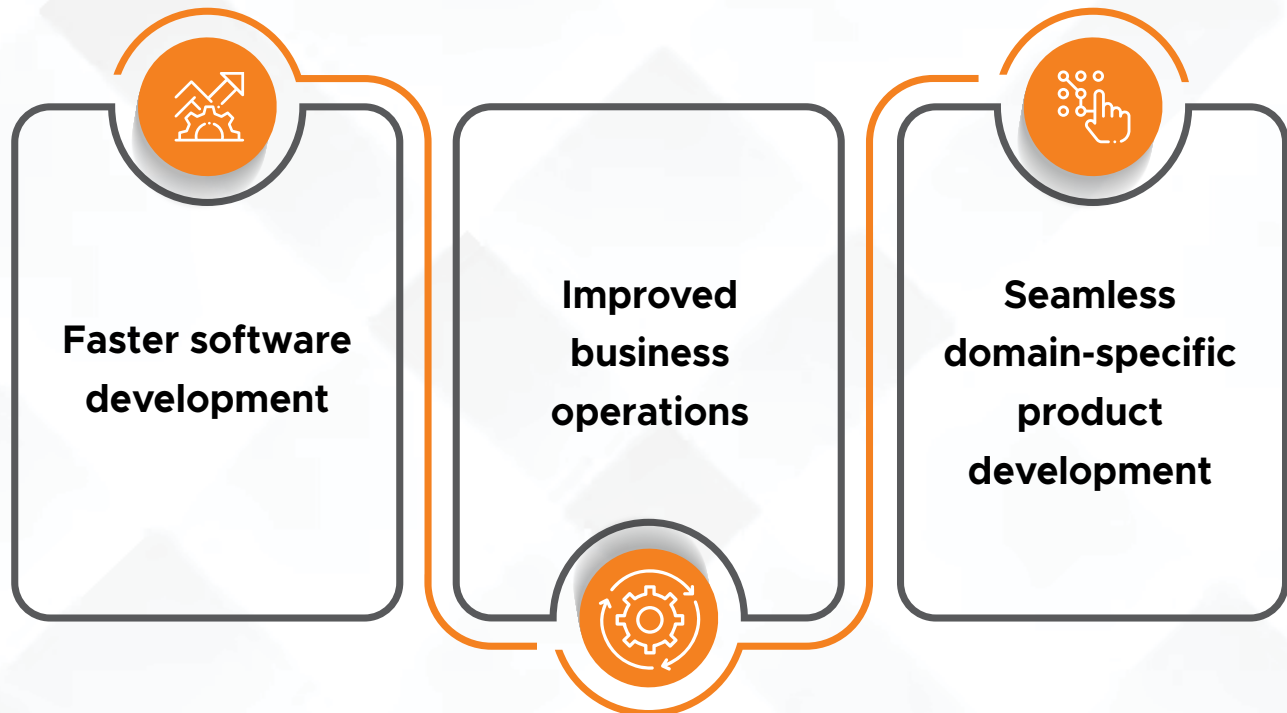 Faster software
development
Improved
business
operations
Seamless
domain-specific
product
development